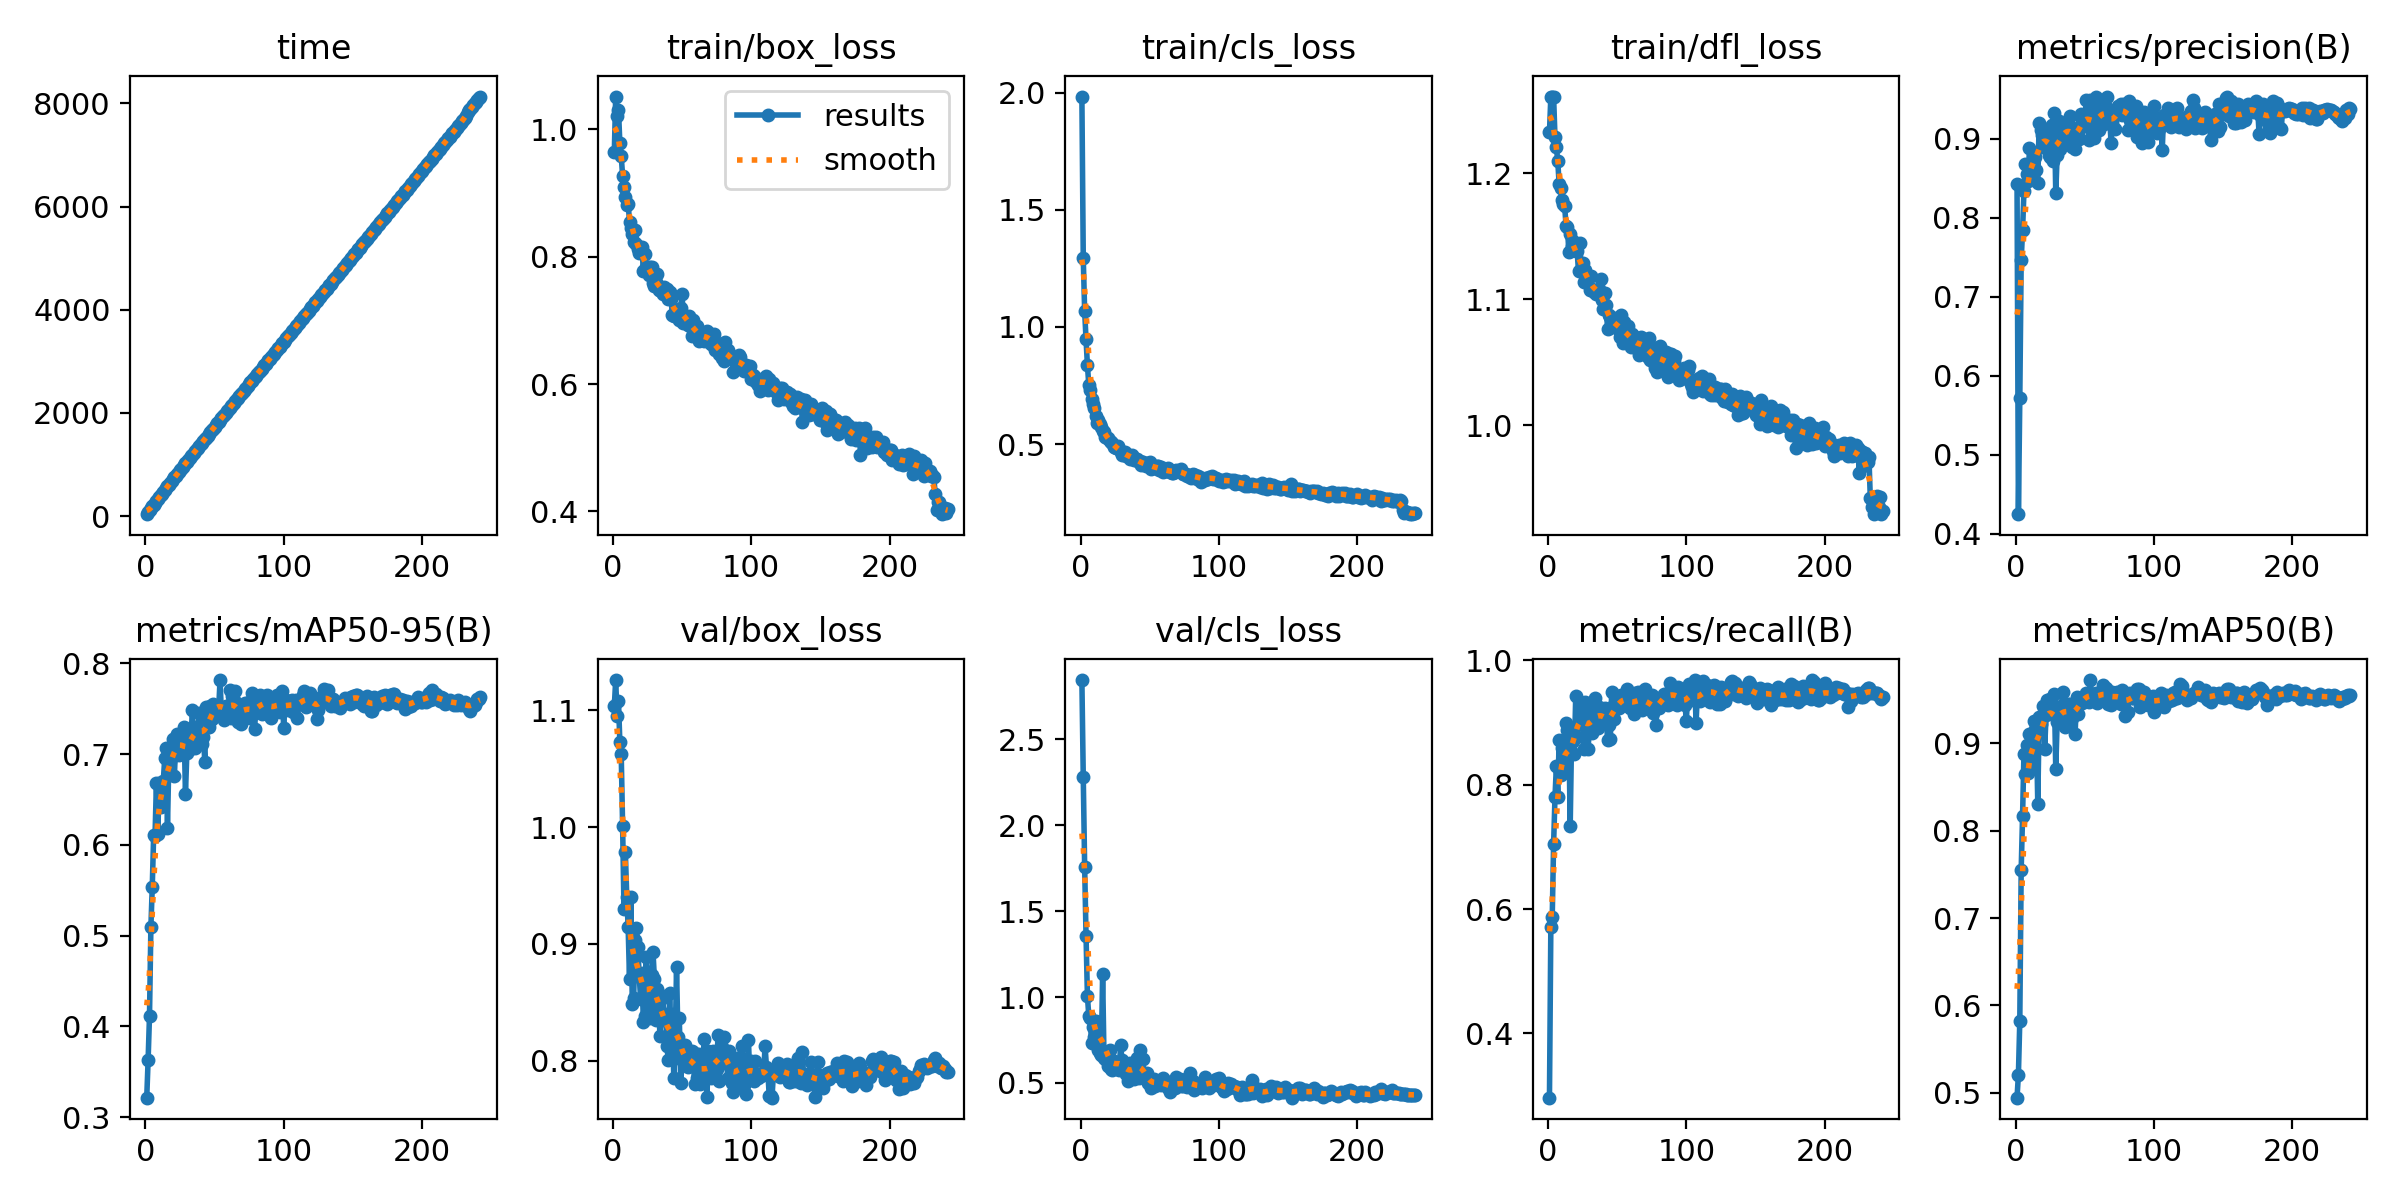 time
8000
6000
4000
2000
0
0 100 200
train/box_loss
results
smooth
1.0
0.8
0.6
0.4
0 100 200
train/cls_loss
2.0
1.5
1.0
0.5
0 100 200
train/dfl_loss
1.2
1.1
1.0
0 100 200
metrics/precision(B)
0.9
0.8
0.7
0.6
0.5
0.4
0 100 200
metrics/mAP50-95(B)
0.8
0.7
0.6
0.5
0.4
0.3
0 100 200
val/box_loss
1.1
1.0
0.9
0.8
0 100 200
val/cls_loss
2.5
2.0
1.5
1.0
0.5
0 100 200
metrics/recall(B)
1.0
0.8
0.6
0.4
0 100 200
metrics/mAP50(B)
0.9
0.8
0.7
0.6
0.5
0 100 200